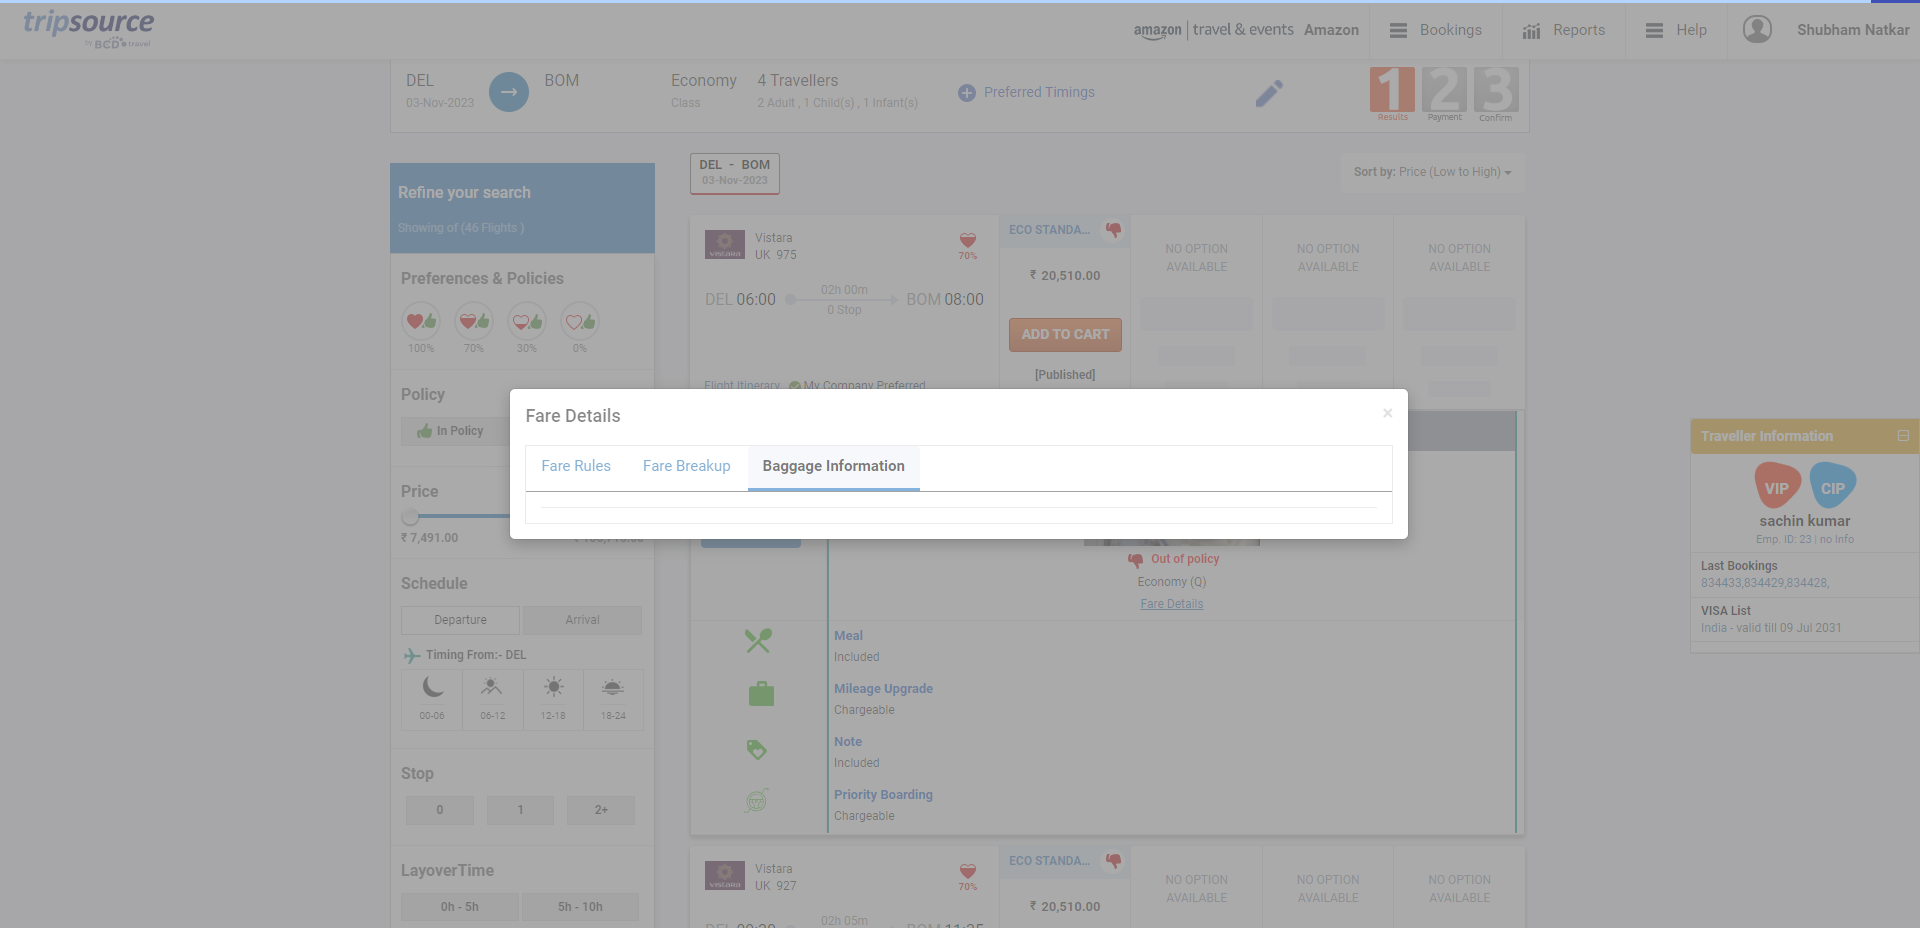 tripsource
by BCD travel
amazon travel & events Amazon
Bookings
Reports
Help
Shubham Natkar
DEL
03-Nov-2023
BOM
Economy
Class
4 Travellers
2 Adult , 1 Child(s) , 1 Infant(s)
Preferred Timings
1 2 3
Results Payment Confirm
Refine your search
Showing of (46 Flights )
Preferences & Policies
100% 70% 30% 0%
Policy
In Policy
Price
₹ 7,491.00
Schedule
Departure Arrival
Timing From:- DEL
00-06 06-12 12-18 18-24
Stop
0 1 2+
LayoverTime
0h - 5h 5h - 10h
DEL - BOM
03-Nov-2023
Sort by: Price (Low to High)
VISTARA
Vistara
UK 975
70%
DEL 06:00
02h 00m
0 Stop
BOM 08:00
Flight Itinerary My Company Preferred
ECO STANDA...
₹ 20,510.00
ADD TO CART
[Published]
NO OPTION
AVAILABLE
NO OPTION
AVAILABLE
NO OPTION
AVAILABLE
Fare Details
×
Fare Rules Fare Breakup Baggage Information
Out of policy
Economy (Q)
Fare Details
Meal
Included
Mileage Upgrade
Chargeable
Note
Included
Priority Boarding
Chargeable
VISTARA
Vistara
UK 927
70%
02h 05m
ECO STANDA...
₹ 20,510.00
NO OPTION
AVAILABLE
NO OPTION
AVAILABLE
NO OPTION
AVAILABLE
Traveller Information
VIP CIP
sachin kumar
Emp. ID: 23 | no Info
Last Bookings
834433,834429,834428,
VISA List
India - valid till 09 Jul 2031